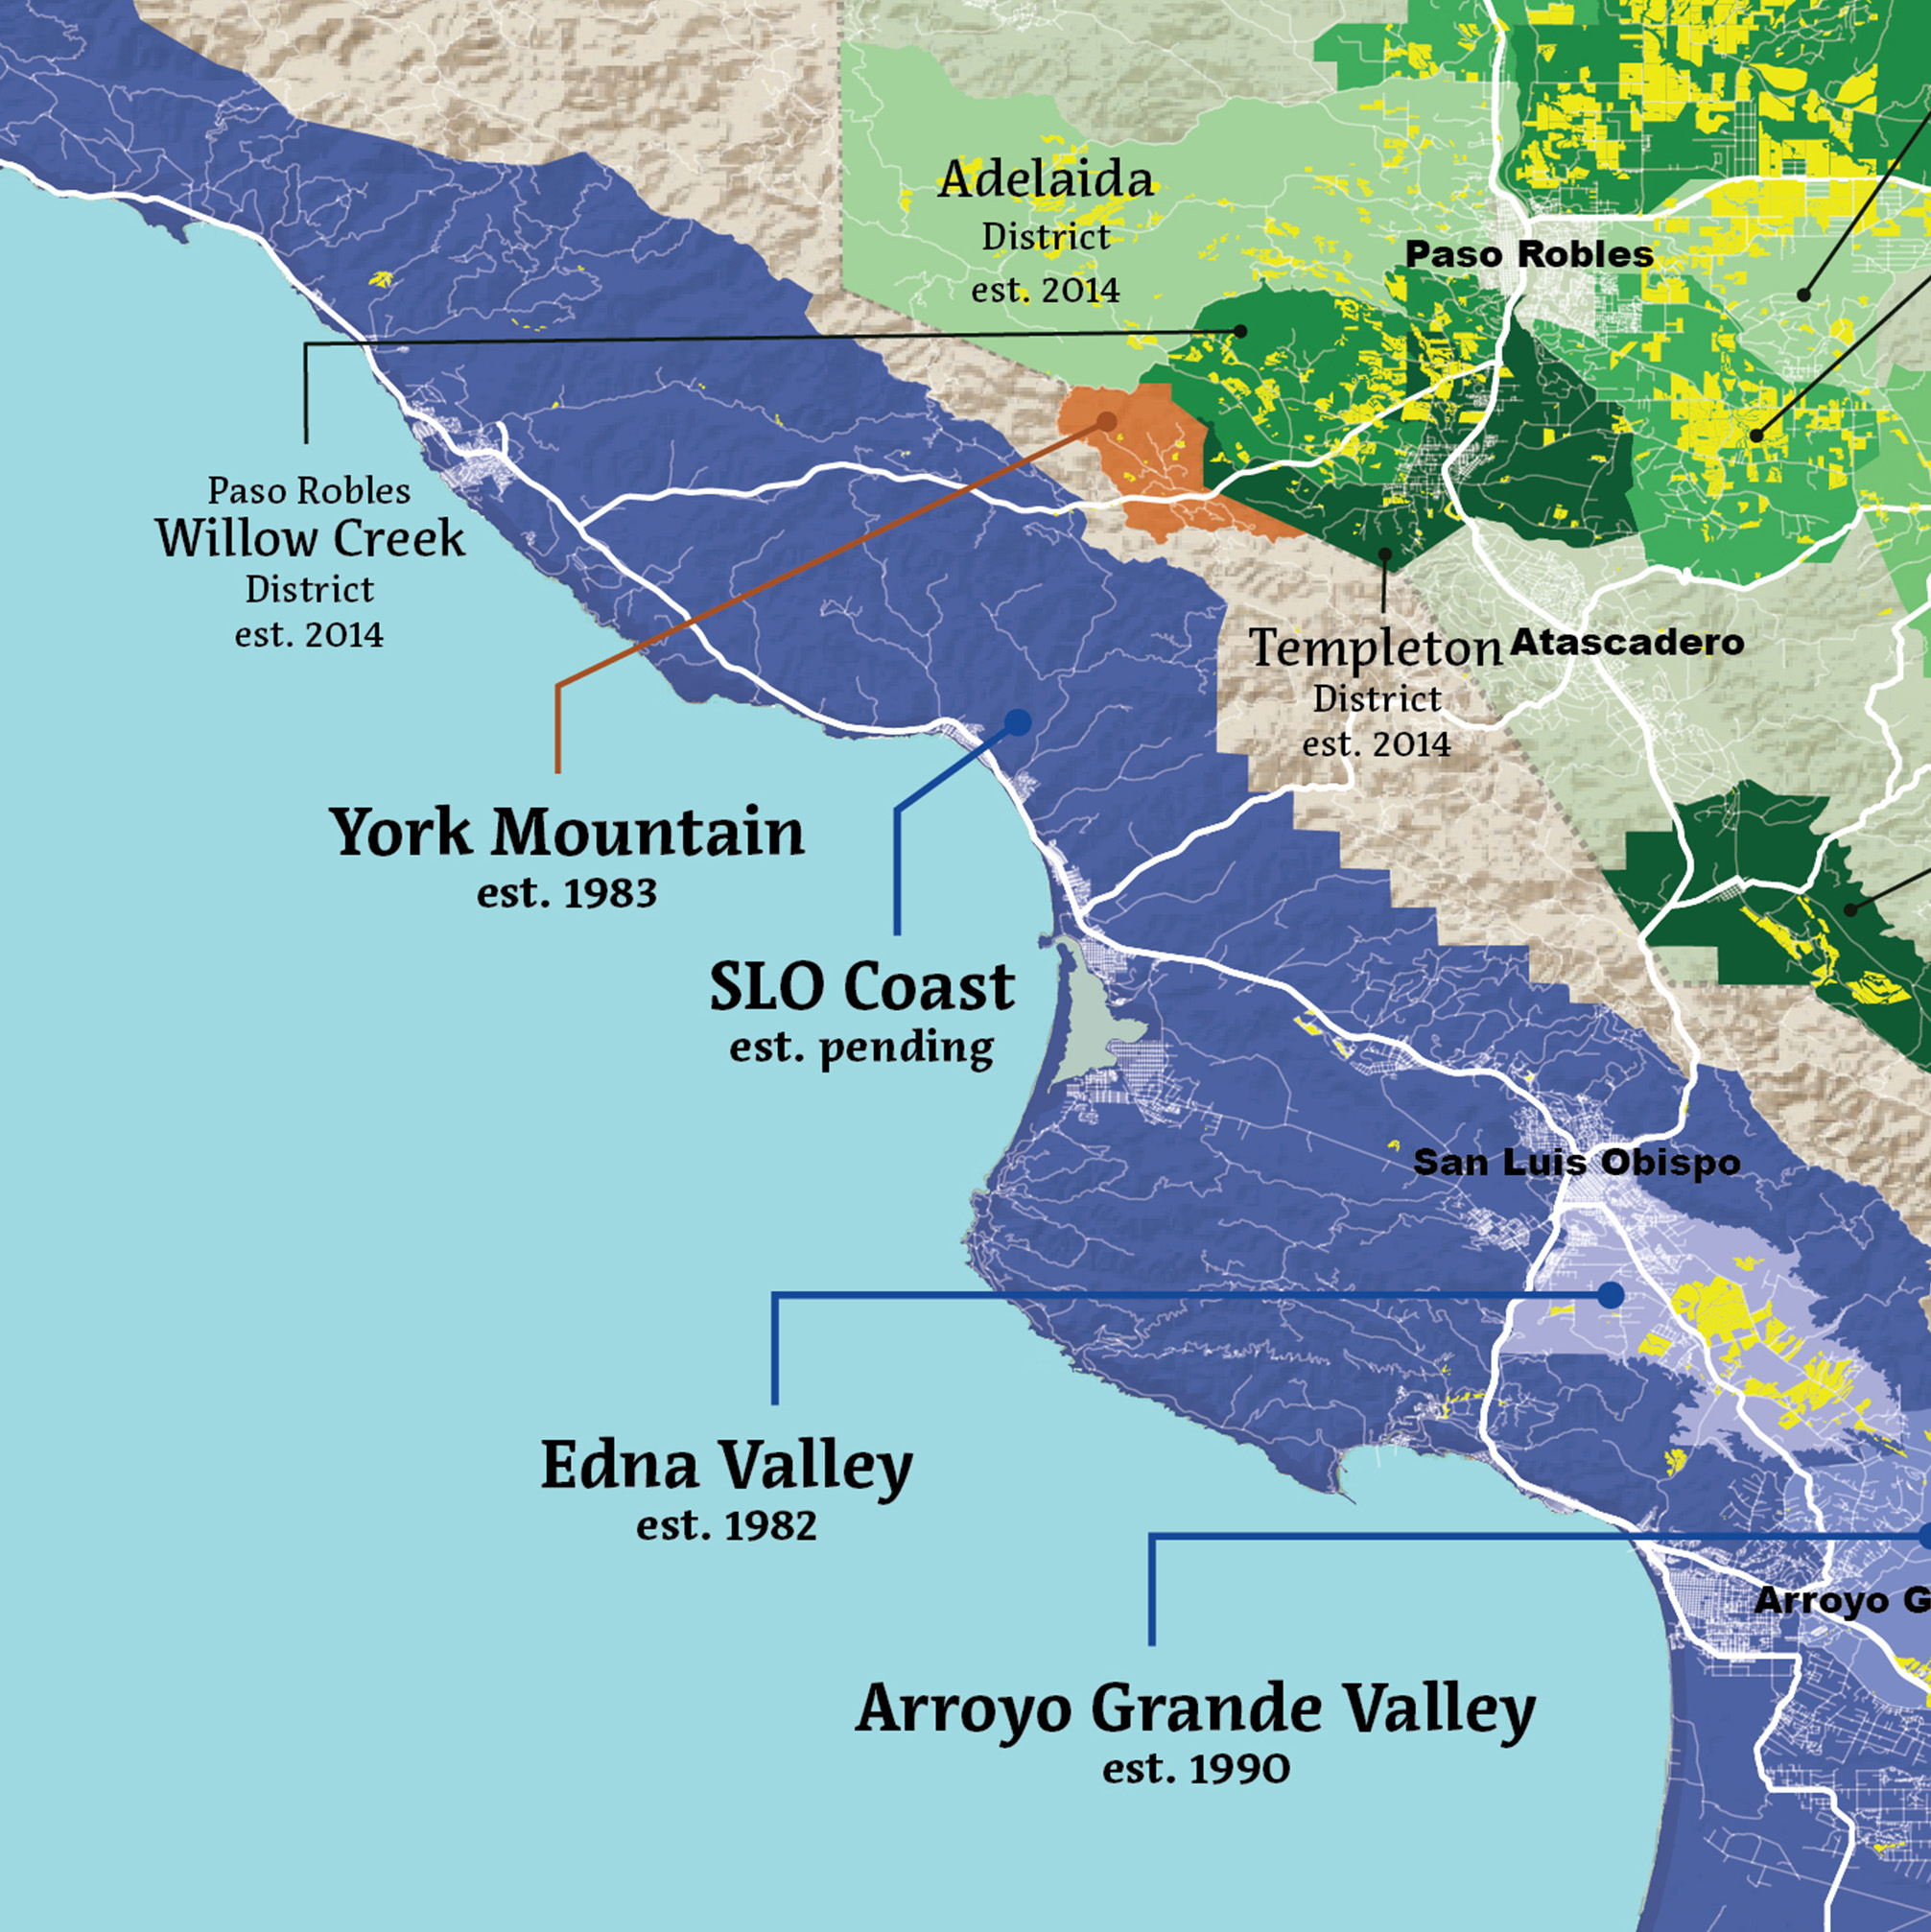 Adelaida
District
est. 2014
Paso Robles
Paso Robles
Willow Creek
District
est. 2014
Templeton
District
est. 2014
Atascadero
York Mountain
est. 1983
SLO Coast
est. pending
San Luis Obispo
Edna Valley
est. 1982
Arroyo G
Arroyo Grande Valley
est. 1990